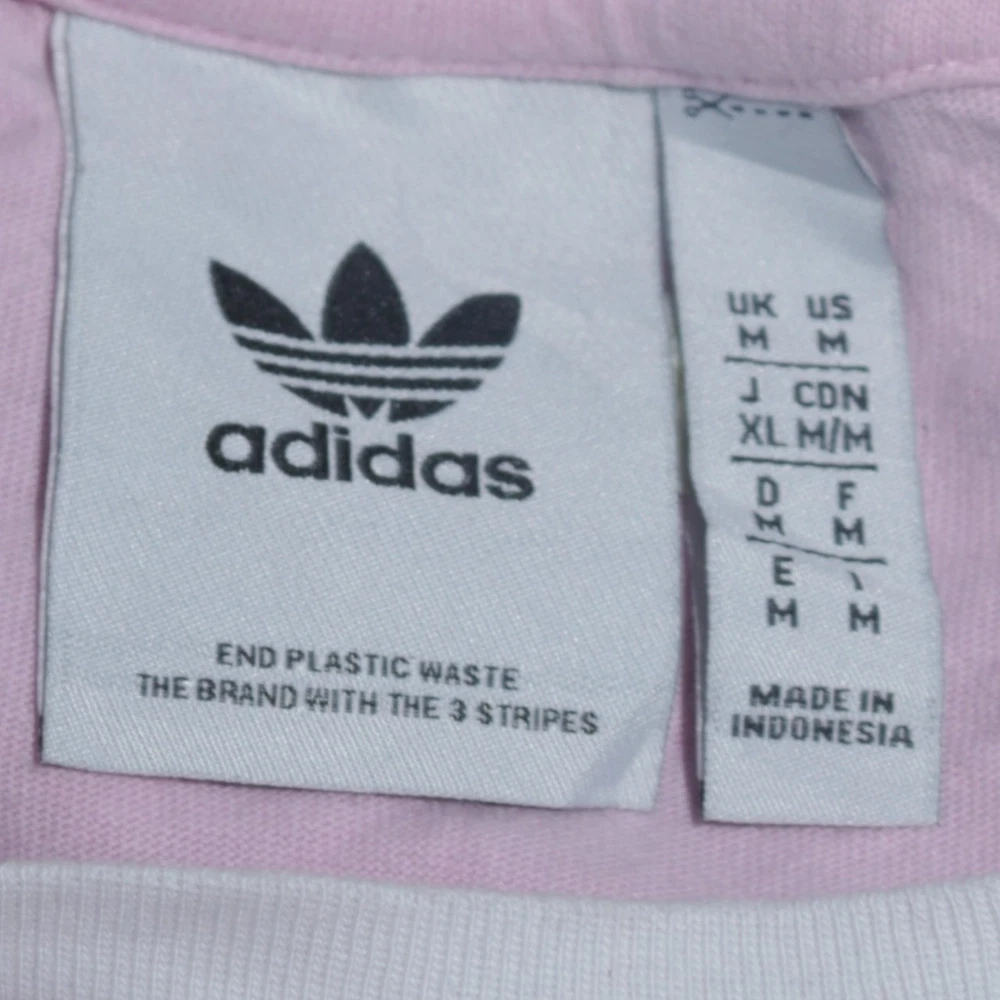 adidas
END PLASTIC WASTE
THE BRAND WITH THE 3 STRIPES
UK US
M M
J CDN
XL M/M
D F
M M
E I
M M
MADE IN
INDONESIA